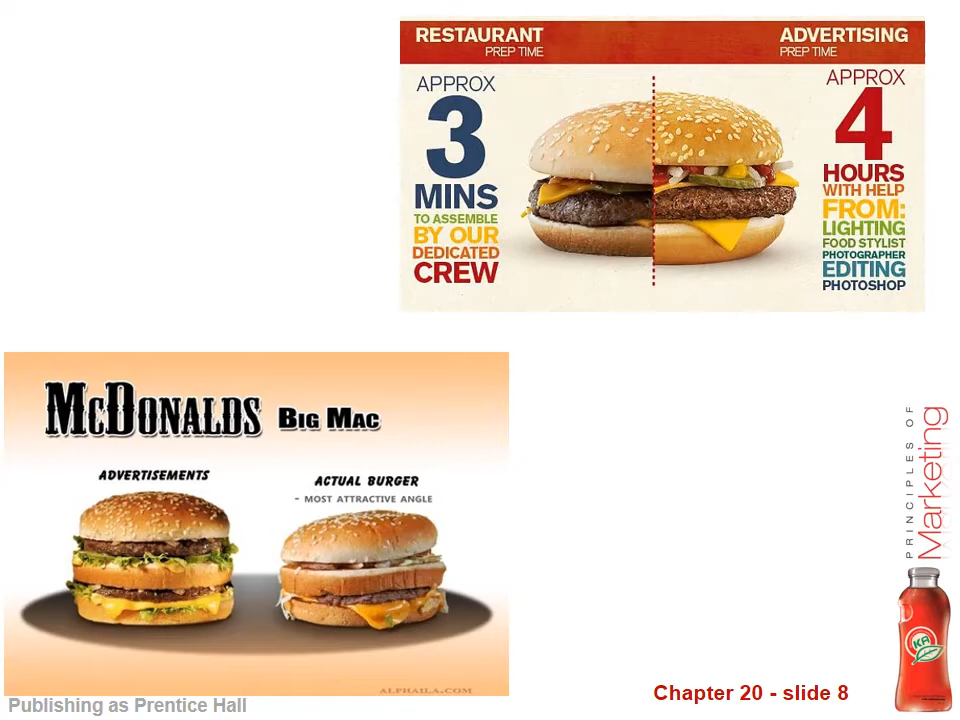 RESTAURANT
PREP TIME
ADVERTISING
PREP TIME
APPROX
3
MINS
TO ASSEMBLE
BY OUR
DEDICATED
CREW
APPROX
4
HOURS
WITH HELP
FROM:
LIGHTING
FOOD STYLIST
PHOTOGRAPHER
EDITING
PHOTOSHOP
McDonalds Big Mac
ADVERTISEMENTS
ACTUAL BURGER
- MOST ATTRACTIVE ANGLE
ALPHAILA.COM
PRINCIPLES OF
Marketing
KR
Chapter 20 - slide 8
Publishing as Prentice Hall